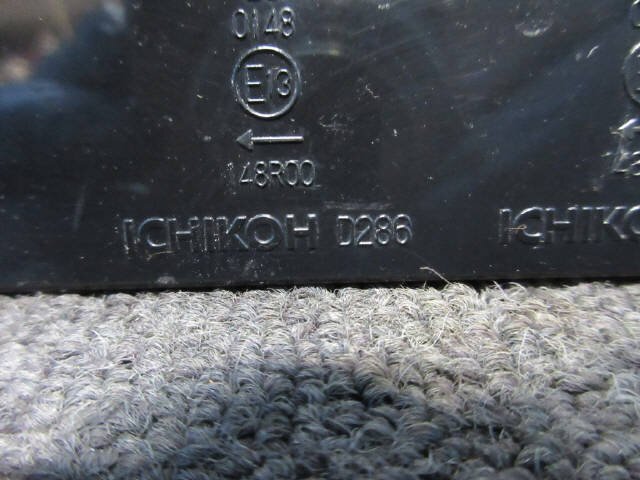 0148
E13
←
148R00
ICHIKOH D286
ICHIKO